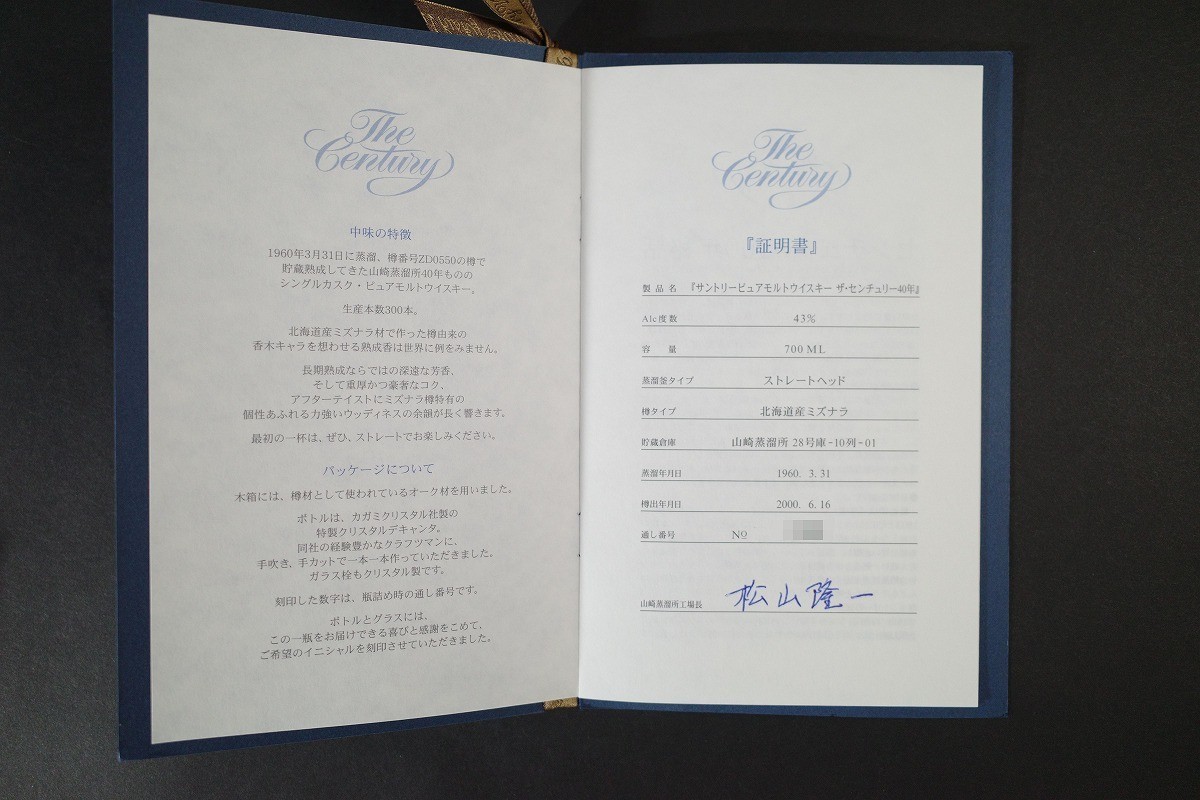 The
Century
中味の特徴
1960年3月31日に蒸溜、樽番号ZD0550の樽で
貯蔵熟成してきた山崎蒸溜所40年ものの
シングルカスク・ピュアモルトウイスキー。
生産本数300本。
北海道産ミズナラ材で作った樽由来の
香木キャラを想わせる熟成香は世界に例をみません。
長期熟成ならではの深遠な芳香、
そして重厚かつ豪奢なコク、
アフターテイストにミズナラ樽特有の
個性あふれる力強いウッディネスの余韻が長く響きます。
最初の一杯は、ぜひ、ストレートでお楽しみください。
パッケージについて
木箱には、樽材として使われているオーク材を用いました。
ボトルは、カガミクリスタル社製の
特製クリスタルデキャンタ。
同社の経験豊かなクラフツマンに、
手吹き、手カットで一本一本作っていただきました。
ガラス栓もクリスタル製です。
刻印した数字は、瓶詰め時の通し番号です。
ボトルとグラスには、
この一瓶をお届けできる喜びと感謝をこめて、
ご希望のイニシャルを刻印させていただきました。
The
Century
『証明書』
製品名 『サントリーピュアモルトウイスキー ザ・センチュリー40年』
Alc度数 43%
容 量 700ML
蒸溜釜タイプ ストレートヘッド
樽タイプ 北海道産ミズナラ
貯蔵倉庫 山崎蒸溜所 28号庫-10列-01
蒸溜年月日 1960. 3. 31
樽出年月日 2000. 6. 16
通し番号 Nº
山崎蒸溜所工場長 松山隆一